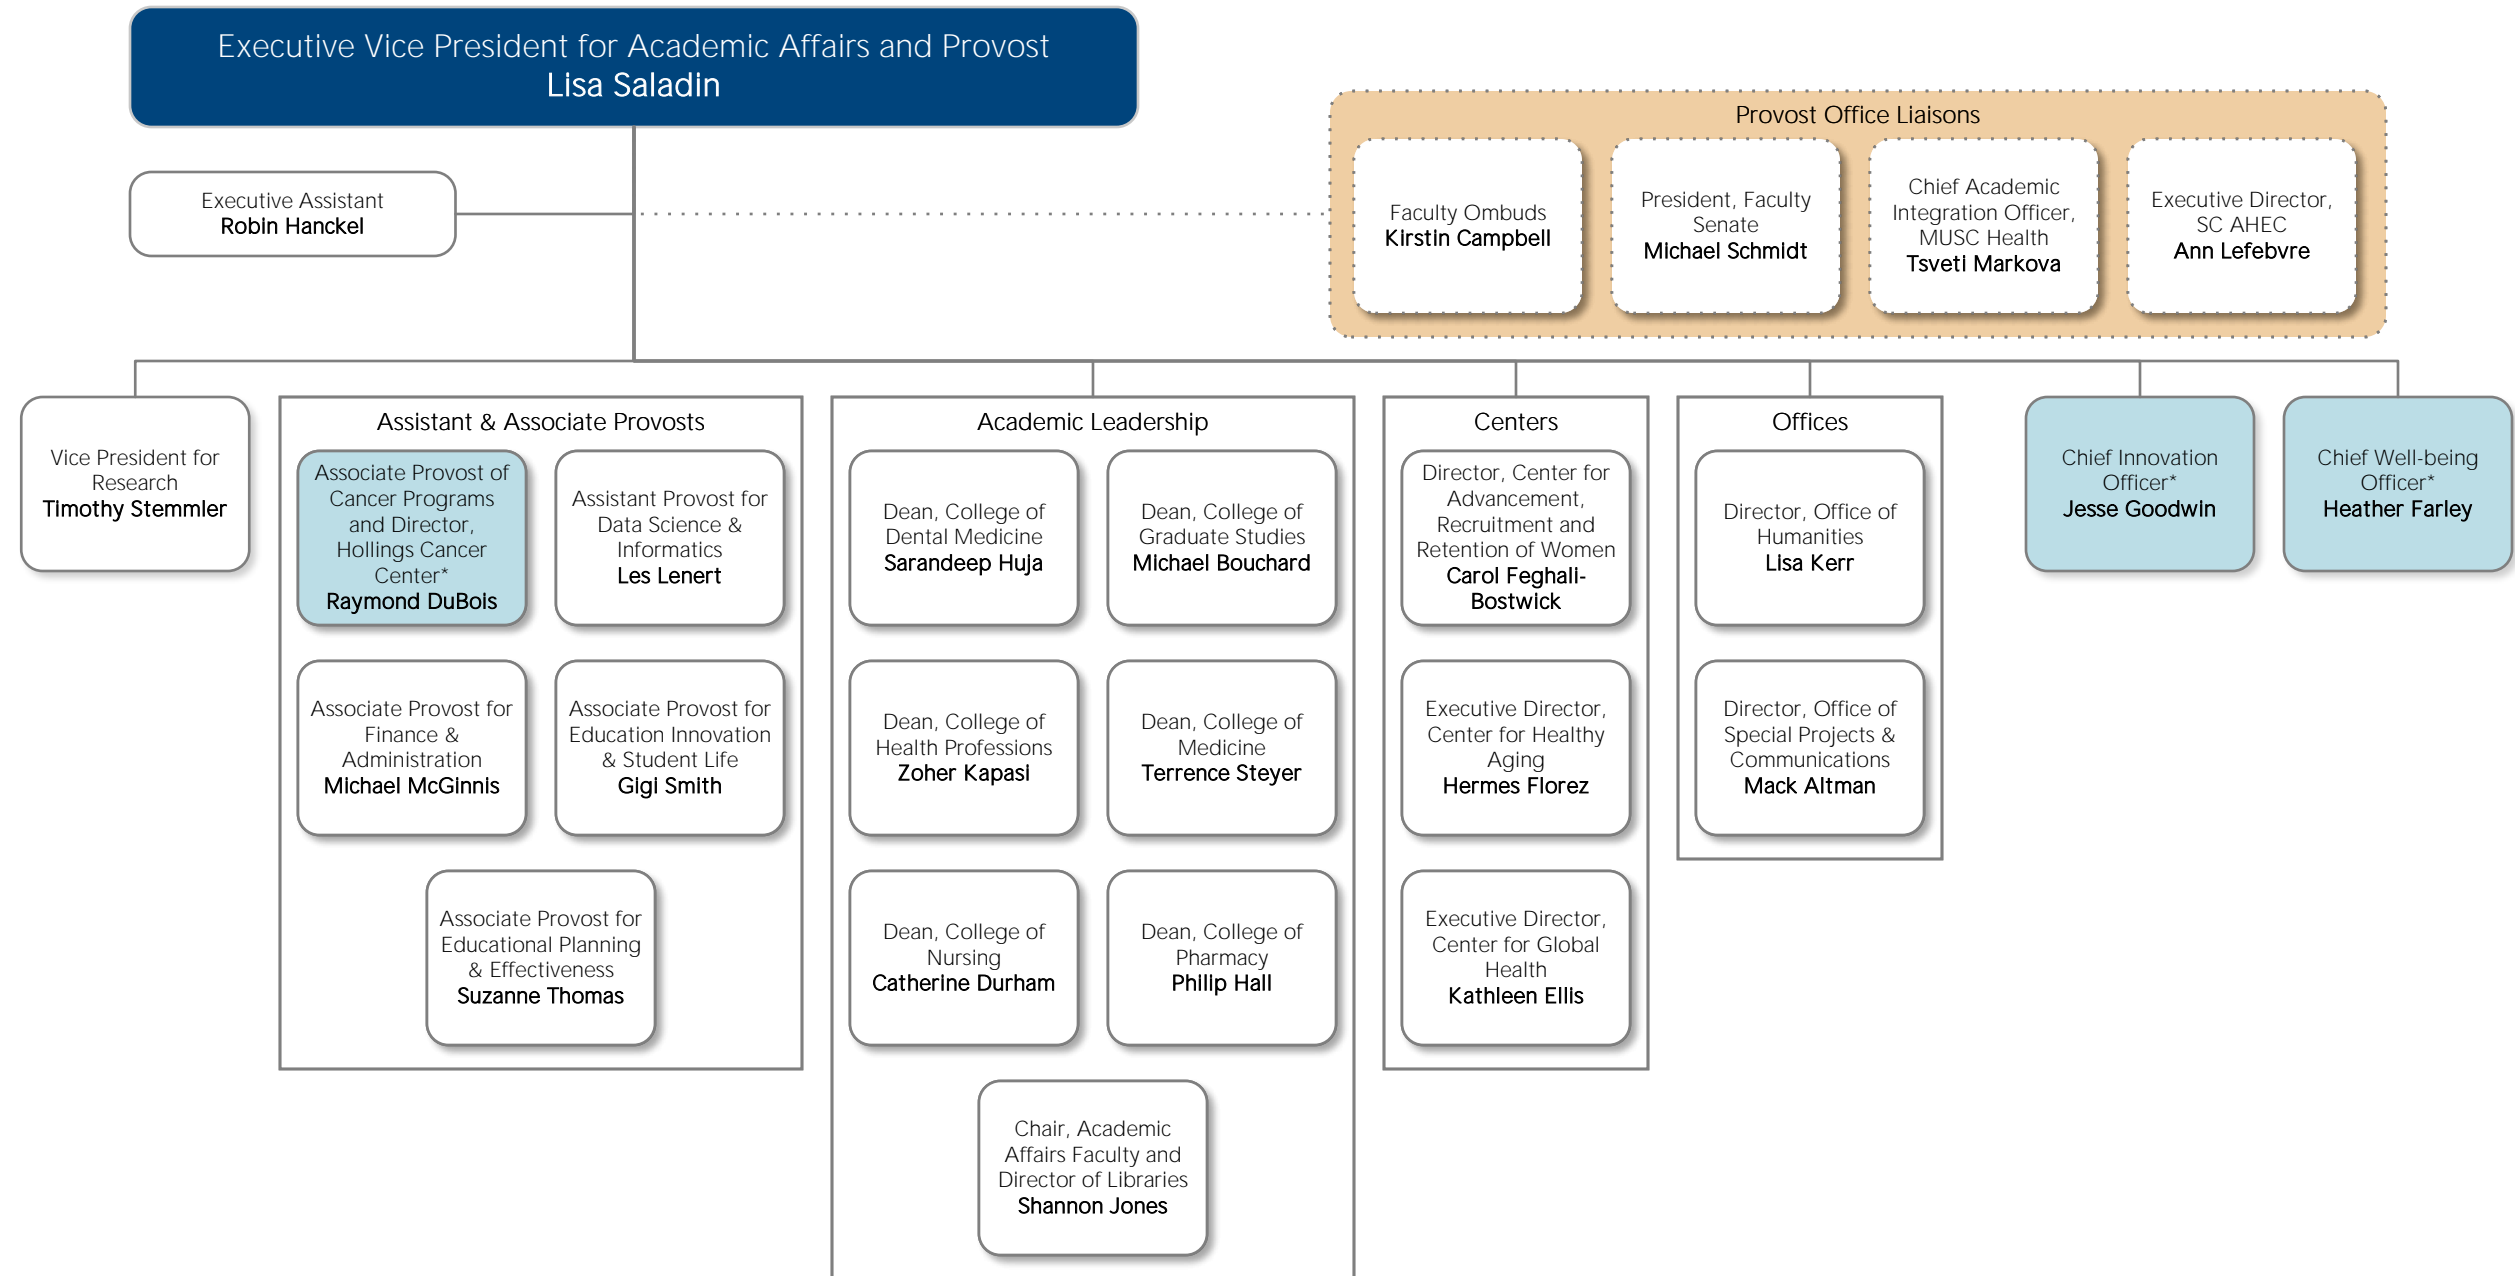 Executive Vice President for Academic Affairs and Provost
Lisa Saladin
Provost Office Liaisons
Executive Assistant
Robin Hanckel
Faculty Ombuds
Kirstin Campbell
President, Faculty
Senate
Michael Schmidt
Chief Academic
Integration Officer,
MUSC Health
Tsveti Markova
Executive Director,
SC AHEC
Ann Lefebvre
Vice President for
Research
Timothy Stemmler
Assistant & Associate Provosts
Associate Provost of
Cancer Programs
and Director,
Hollings Cancer
Center*
Raymond DuBois
Assistant Provost for
Data Science &
Informatics
Les Lenert
Associate Provost for
Finance &
Administration
Michael McGinnis
Associate Provost for
Education Innovation
& Student Life
Gigi Smith
Associate Provost for
Educational Planning
& Effectiveness
Suzanne Thomas
Academic Leadership
Dean, College of
Dental Medicine
Sarandeep Huja
Dean, College of
Graduate Studies
Michael Bouchard
Dean, College of
Health Professions
Zoher Kapasi
Dean, College of
Medicine
Terrence Steyer
Dean, College of
Nursing
Catherine Durham
Dean, College of
Pharmacy
Philip Hall
Chair, Academic
Affairs Faculty and
Director of Libraries
Shannon Jones
Centers
Director, Center for
Advancement,
Recruitment and
Retention of Women
Carol Feghali-
Bostwick
Executive Director,
Center for Healthy
Aging
Hermes Florez
Executive Director,
Center for Global
Health
Kathleen Ellis
Offices
Director, Office of
Humanities
Lisa Kerr
Director, Office of
Special Projects &
Communications
Mack Altman
Chief Innovation
Officer*
Jesse Goodwin
Chief Well-being
Officer*
Heather Farley